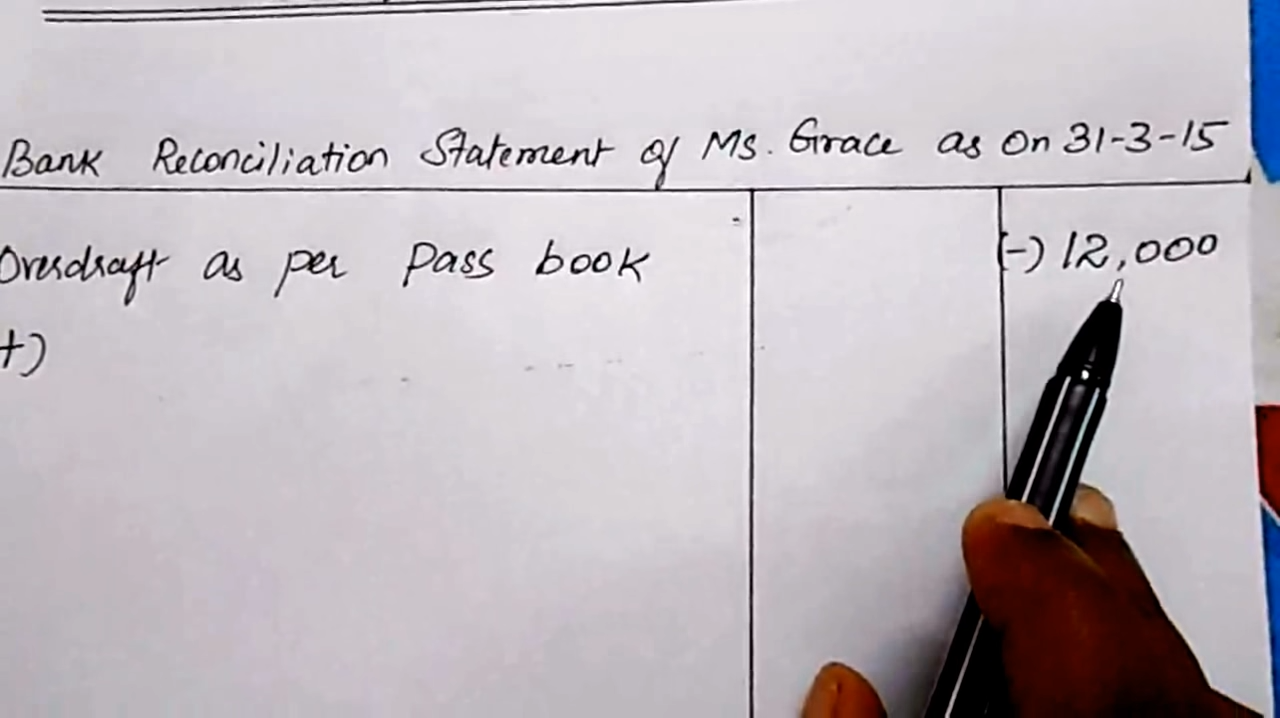 Bank Reconciliation Statement of Ms. Grace as on 31-3-15
Overdraft as per Pass book (-) 12,000
+)